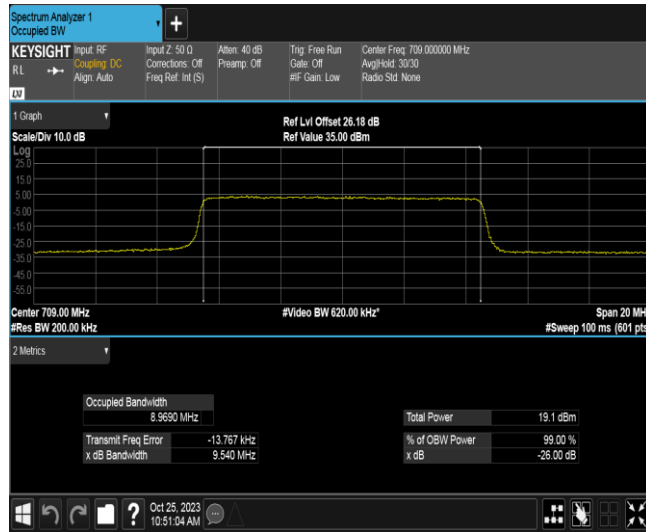 Spectrum Analyzer 1
Occupied BW
+
KEYSIGHT
RL
LXI
Input: RF
Coupling: DC
Align: Auto
Input Z: 50 Ω
Corrections: Off
Freq Ref: Int (S)
Atten: 40 dB
Preamp: Off
Trig: Free Run
Gate: Off
#IF Gain: Low
Center Freq: 709.000000 MHz
Avg|Hold: 30/30
Radio Std: None
1 Graph
Scale/Div 10.0 dB
Ref Lvl Offset 26.18 dB
Ref Value 35.00 dBm
Log
25.0
15.0
5.00
-5.00
-15.0
-25.0
-35.0
-45.0
-55.0
Center 709.00 MHz
#Res BW 200.00 kHz
#Video BW 620.00 kHz*
Span 20 MH
#Sweep 100 ms (601 pts
2 Metrics
Occupied Bandwidth
8.9690 MHz
Transmit Freq Error -13.767 kHz
x dB Bandwidth 9.540 MHz
Total Power 19.1 dBm
% of OBW Power 99.00 %
x dB -26.00 dB
?
Oct 25, 2023
10:51:04 AM